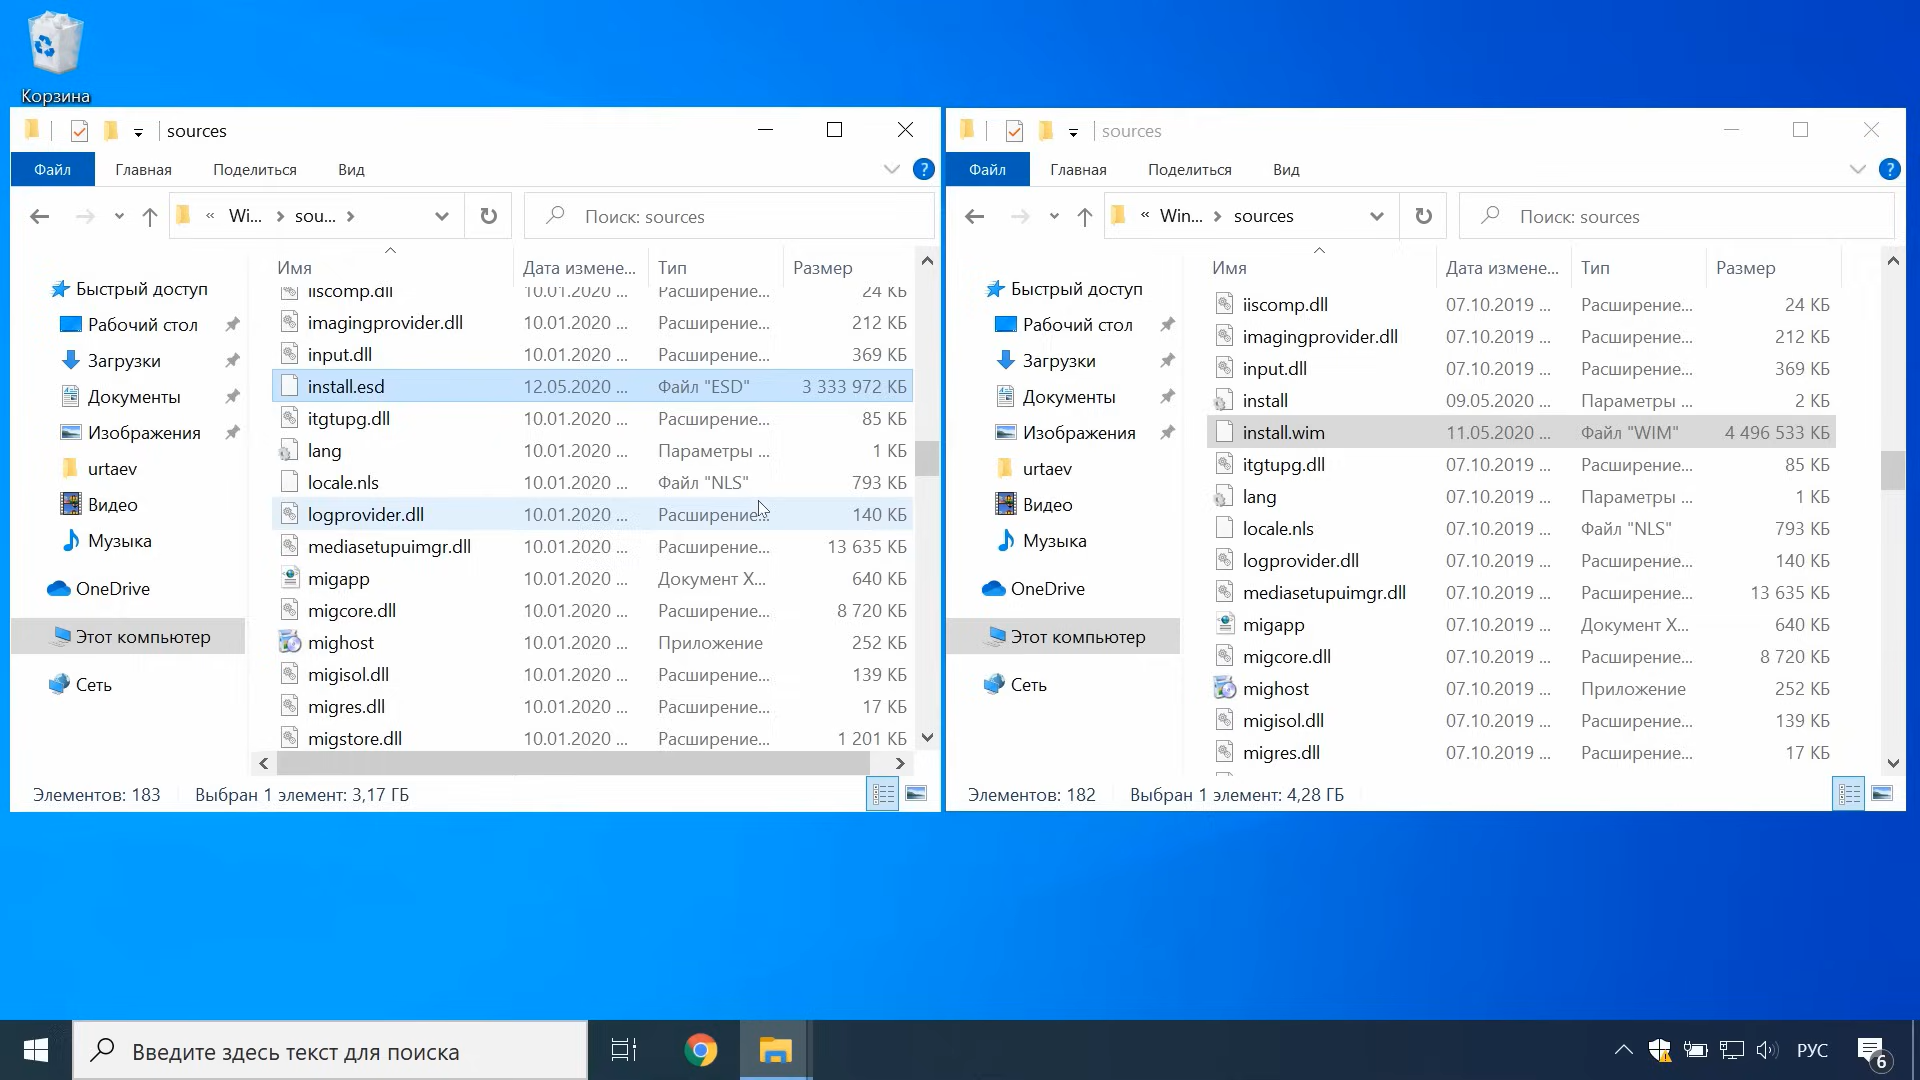 Корзина
sources
Файл Главная Поделиться Вид
« Wi... › sou... › Поиск: sources
Имя Дата измене... Тип Размер
Быстрый доступ
Рабочий стол
Загрузки
Документы
Изображения
urtaev
Видео
Музыка
OneDrive
Этот компьютер
Сеть
iiscomp.dll 10.01.2020 ... Расширение... 24 КБ
imagingprovider.dll 10.01.2020 ... Расширение... 212 КБ
input.dll 10.01.2020 ... Расширение... 369 КБ
install.esd 12.05.2020 ... Файл "ESD" 3 333 972 КБ
itgtupg.dll 10.01.2020 ... Расширение... 85 КБ
lang 10.01.2020 ... Параметры ... 1 КБ
locale.nls 10.01.2020 ... Файл "NLS" 793 КБ
logprovider.dll 10.01.2020 ... Расширение... 140 КБ
mediasetupuimgr.dll 10.01.2020 ... Расширение... 13 635 КБ
migapp 10.01.2020 ... Документ X... 640 КБ
migcore.dll 10.01.2020 ... Расширение... 8 720 КБ
mighost 10.01.2020 ... Приложение 252 КБ
migisol.dll 10.01.2020 ... Расширение... 139 КБ
migres.dll 10.01.2020 ... Расширение... 17 КБ
migstore.dll 10.01.2020 ... Расширение... 1 201 КБ
Элементов: 183 Выбран 1 элемент: 3,17 ГБ
sources
Файл Главная Поделиться Вид
« Win... › sources Поиск: sources
Имя Дата измене... Тип Размер
Быстрый доступ
Рабочий стол
Загрузки
Документы
Изображения
urtaev
Видео
Музыка
OneDrive
Этот компьютер
Сеть
iiscomp.dll 07.10.2019 ... Расширение... 24 КБ
imagingprovider.dll 07.10.2019 ... Расширение... 212 КБ
input.dll 07.10.2019 ... Расширение... 369 КБ
install 09.05.2020 ... Параметры ... 2 КБ
install.wim 11.05.2020 ... Файл "WIM" 4 496 533 КБ
itgtupg.dll 07.10.2019 ... Расширение... 85 КБ
lang 07.10.2019 ... Параметры ... 1 КБ
locale.nls 07.10.2019 ... Файл "NLS" 793 КБ
logprovider.dll 07.10.2019 ... Расширение... 140 КБ
mediasetupuimgr.dll 07.10.2019 ... Расширение... 13 635 КБ
migapp 07.10.2019 ... Документ X... 640 КБ
migcore.dll 07.10.2019 ... Расширение... 8 720 КБ
mighost 07.10.2019 ... Приложение 252 КБ
migisol.dll 07.10.2019 ... Расширение... 139 КБ
migres.dll 07.10.2019 ... Расширение... 17 КБ
Элементов: 182 Выбран 1 элемент: 4,28 ГБ
Введите здесь текст для поиска
РУС
6